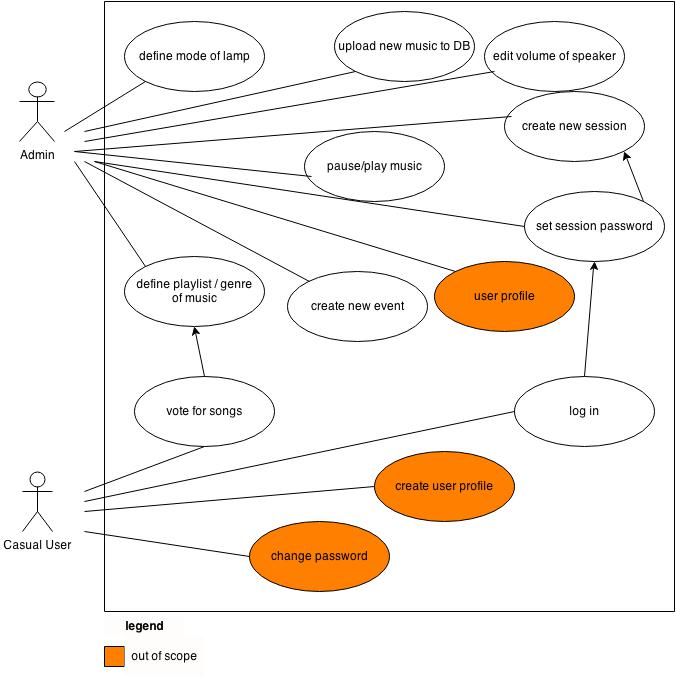 define mode of lamp
upload new music to DB
edit volume of speaker
create new session
Admin
pause/play music
set session password
define playlist / genre
of music
create new event
user profile
vote for songs
log in
create user profile
Casual User
change password
legend
out of scope